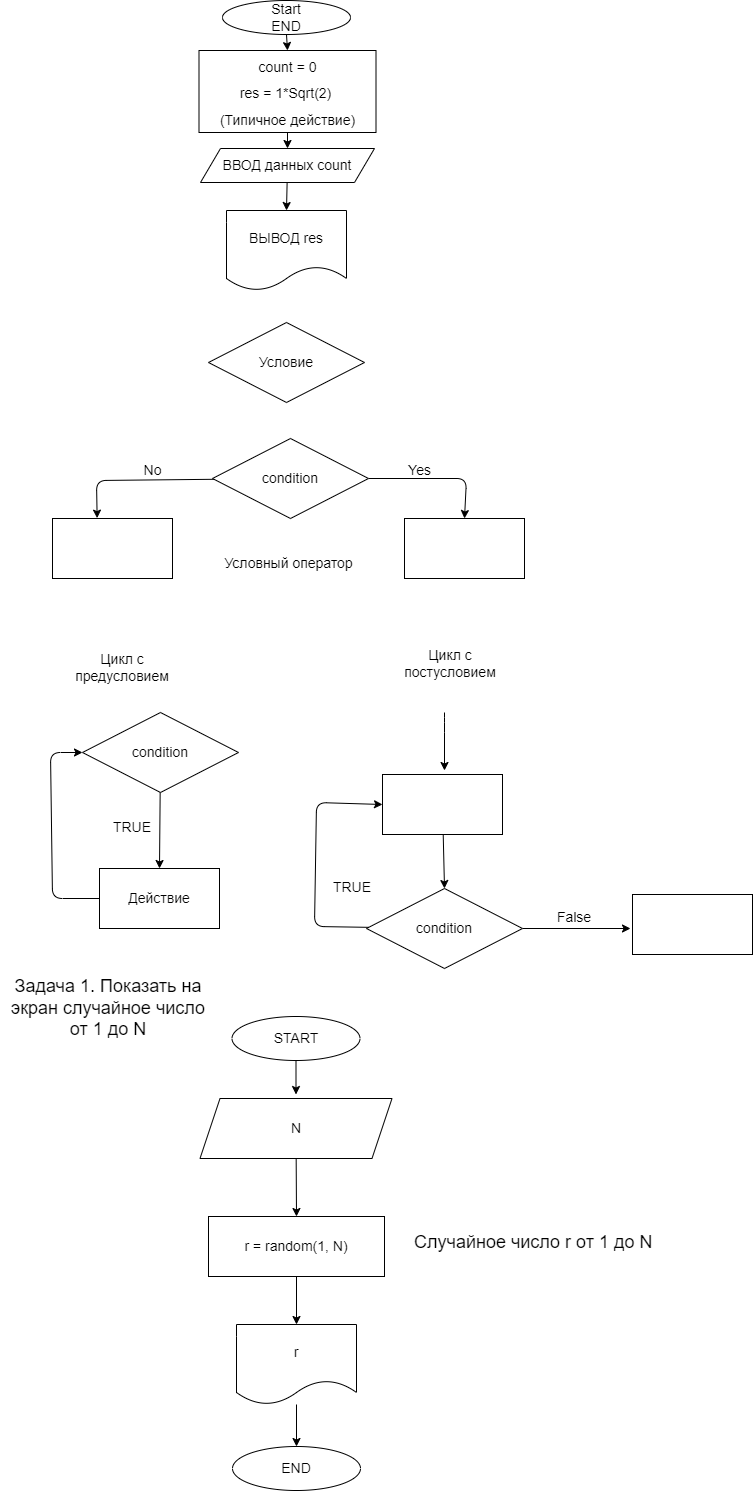 Start
END
count = 0
res = 1*Sqrt(2)
(Типичное действие)
ВВОД данных count
ВЫВОД res
Условие
No
condition
Yes
Условный оператор
Цикл с
предусловием
condition
TRUE
Действие
Цикл с
постусловием
TRUE
condition
False
Задача 1. Показать на
экран случайное число
от 1 до N
START
N
r = random(1, N)
Случайное число r от 1 до N
r
END